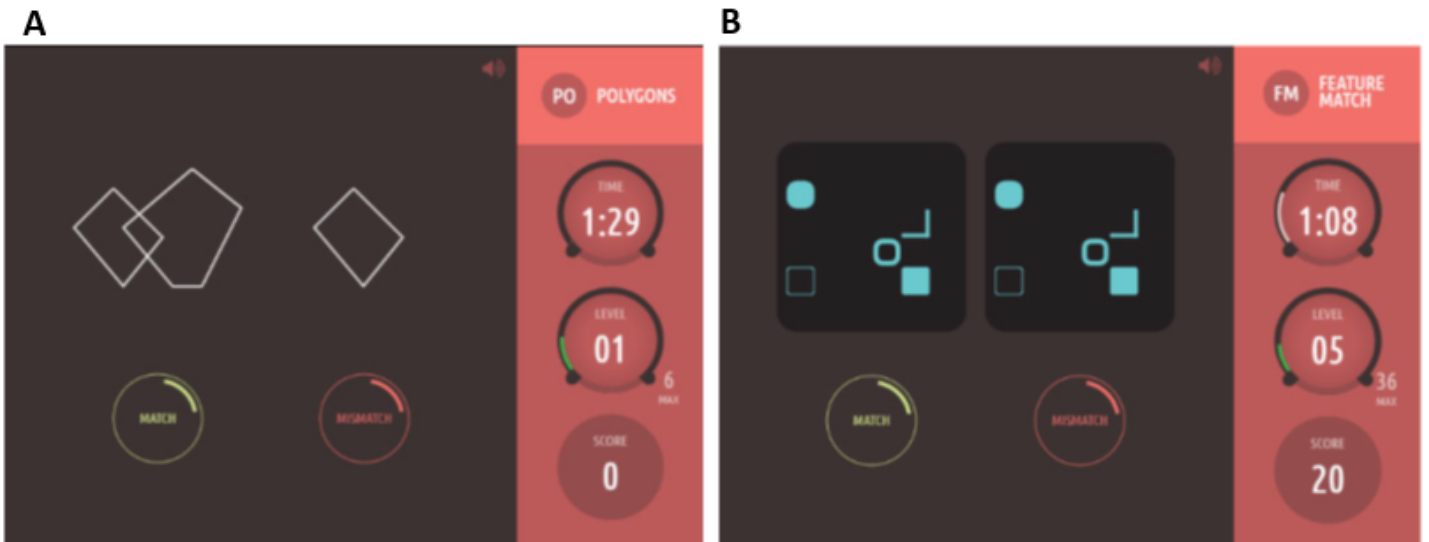 A
PO POLYGONS
TIME
1:29
LEVEL
01
6
MAX
MATCH
MISMATCH
SCORE
0
B
FM FEATURE
MATCH
TIME
1:08
LEVEL
05
36
MAX
MATCH
MISMATCH
SCORE
20